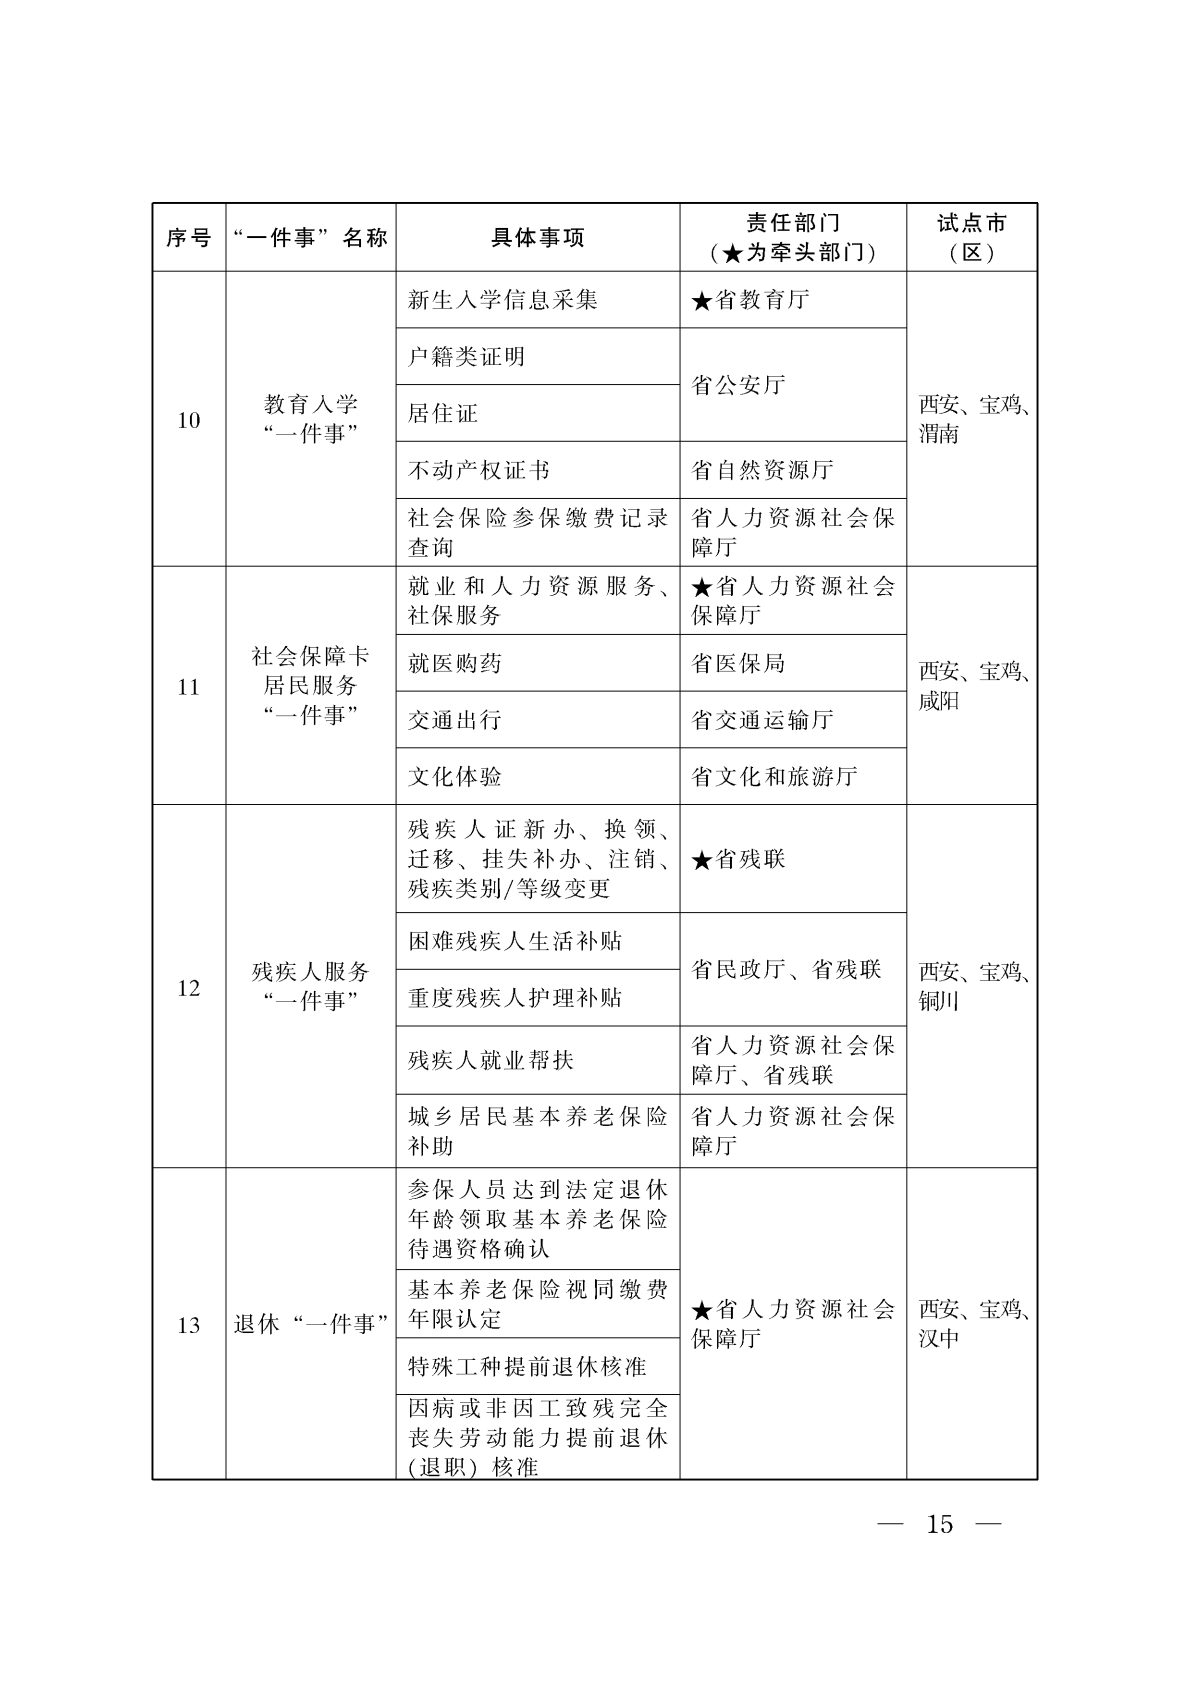 序号
“一件事”名称
具体事项
责任部门
(★为牵头部门)
试点市
(区)
10
教育入学
“一件事”
新生入学信息采集
★省教育厅
户籍类证明
居住证
省公安厅
不动产权证书
省自然资源厅
社会保险参保缴费记录
查询
省人力资源社会保
障厅
西安、宝鸡、
渭南
11
社会保障卡
居民服务
“一件事”
就业和人力资源服务、
社保服务
★省人力资源社会
保障厅
就医购药
省医保局
交通出行
省交通运输厅
文化体验
省文化和旅游厅
西安、宝鸡、
咸阳
12
残疾人服务
“一件事”
残疾人证新办、换领、
迁移、挂失补办、注销、
残疾类别/等级变更
★省残联
困难残疾人生活补贴
重度残疾人护理补贴
省民政厅、省残联
残疾人就业帮扶
省人力资源社会保
障厅、省残联
城乡居民基本养老保险
补助
省人力资源社会保
障厅
西安、宝鸡、
铜川
13
退休“一件事”
参保人员达到法定退休
年龄领取基本养老保险
待遇资格确认
基本养老保险视同缴费
年限认定
特殊工种提前退休核准
因病或非因工致残完全
丧失劳动能力提前退休
(退职)核准
★省人力资源社会
保障厅
西安、宝鸡、
汉中
— 15 —